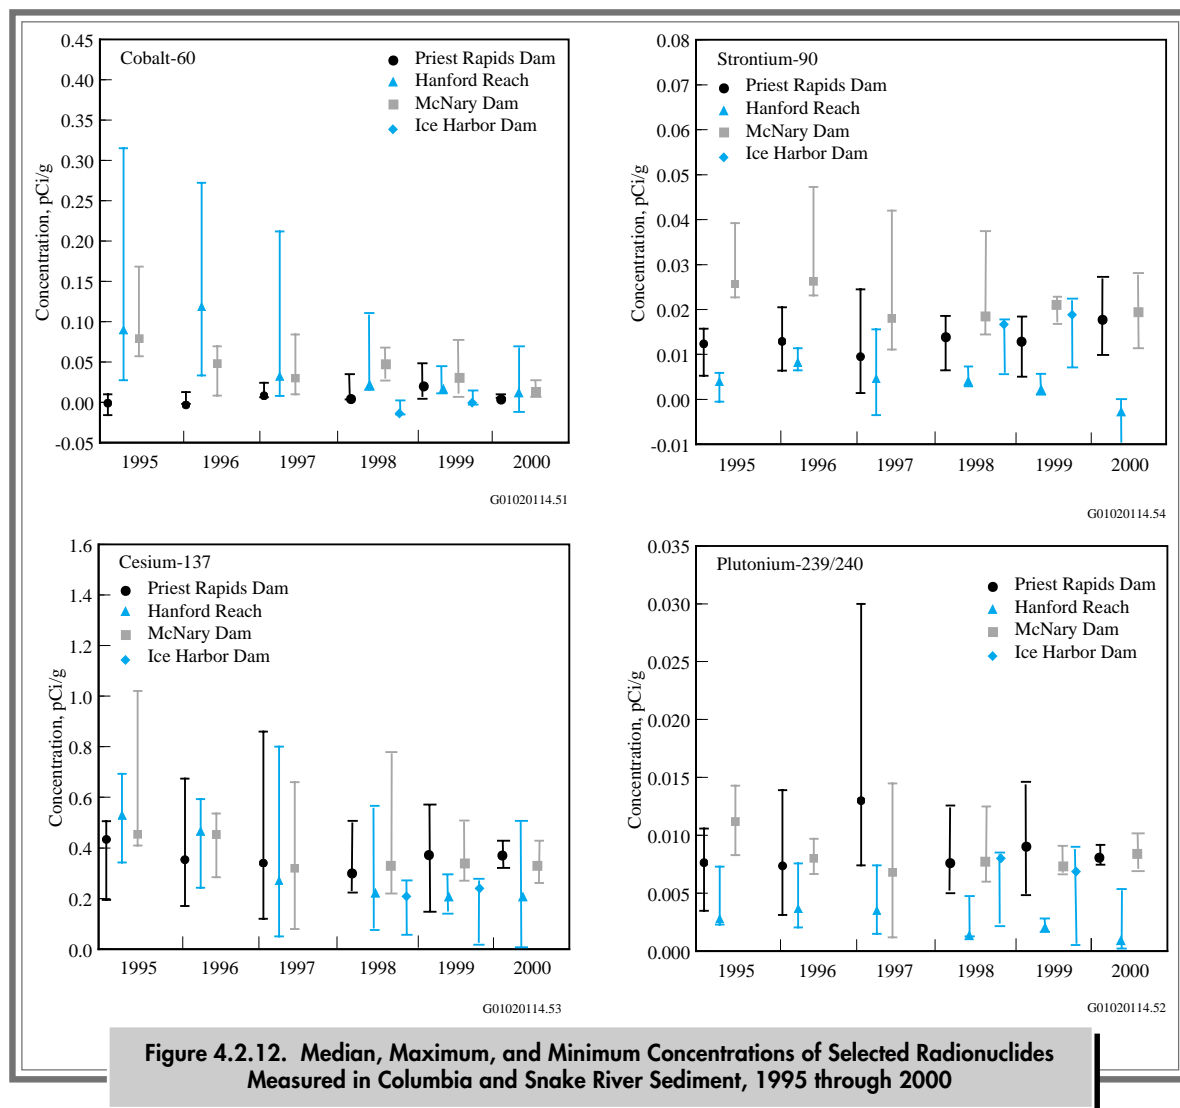 Cobalt-60
Priest Rapids Dam
Hanford Reach
McNary Dam
Ice Harbor Dam
Concentration, pCi/g
0.45
0.40
0.35
0.30
0.25
0.20
0.15
0.10
0.05
0.00
-0.05
1995 1996 1997 1998 1999 2000
G01020114.51
Strontium-90
Priest Rapids Dam
Hanford Reach
McNary Dam
Ice Harbor Dam
Concentration, pCi/g
0.08
0.07
0.06
0.05
0.04
0.03
0.02
0.01
0.00
-0.01
1995 1996 1997 1998 1999 2000
G01020114.54
Cesium-137
Priest Rapids Dam
Hanford Reach
McNary Dam
Ice Harbor Dam
Concentration, pCi/g
1.6
1.4
1.2
1.0
0.8
0.6
0.4
0.2
0.0
1995 1996 1997 1998 1999 2000
G01020114.53
Plutonium-239/240
Priest Rapids Dam
Hanford Reach
McNary Dam
Ice Harbor Dam
Concentration, pCi/g
0.035
0.030
0.025
0.020
0.015
0.010
0.005
0.000
1995 1996 1997 1998 1999 2000
G01020114.52
Figure 4.2.12. Median, Maximum, and Minimum Concentrations of Selected Radionuclides
Measured in Columbia and Snake River Sediment, 1995 through 2000